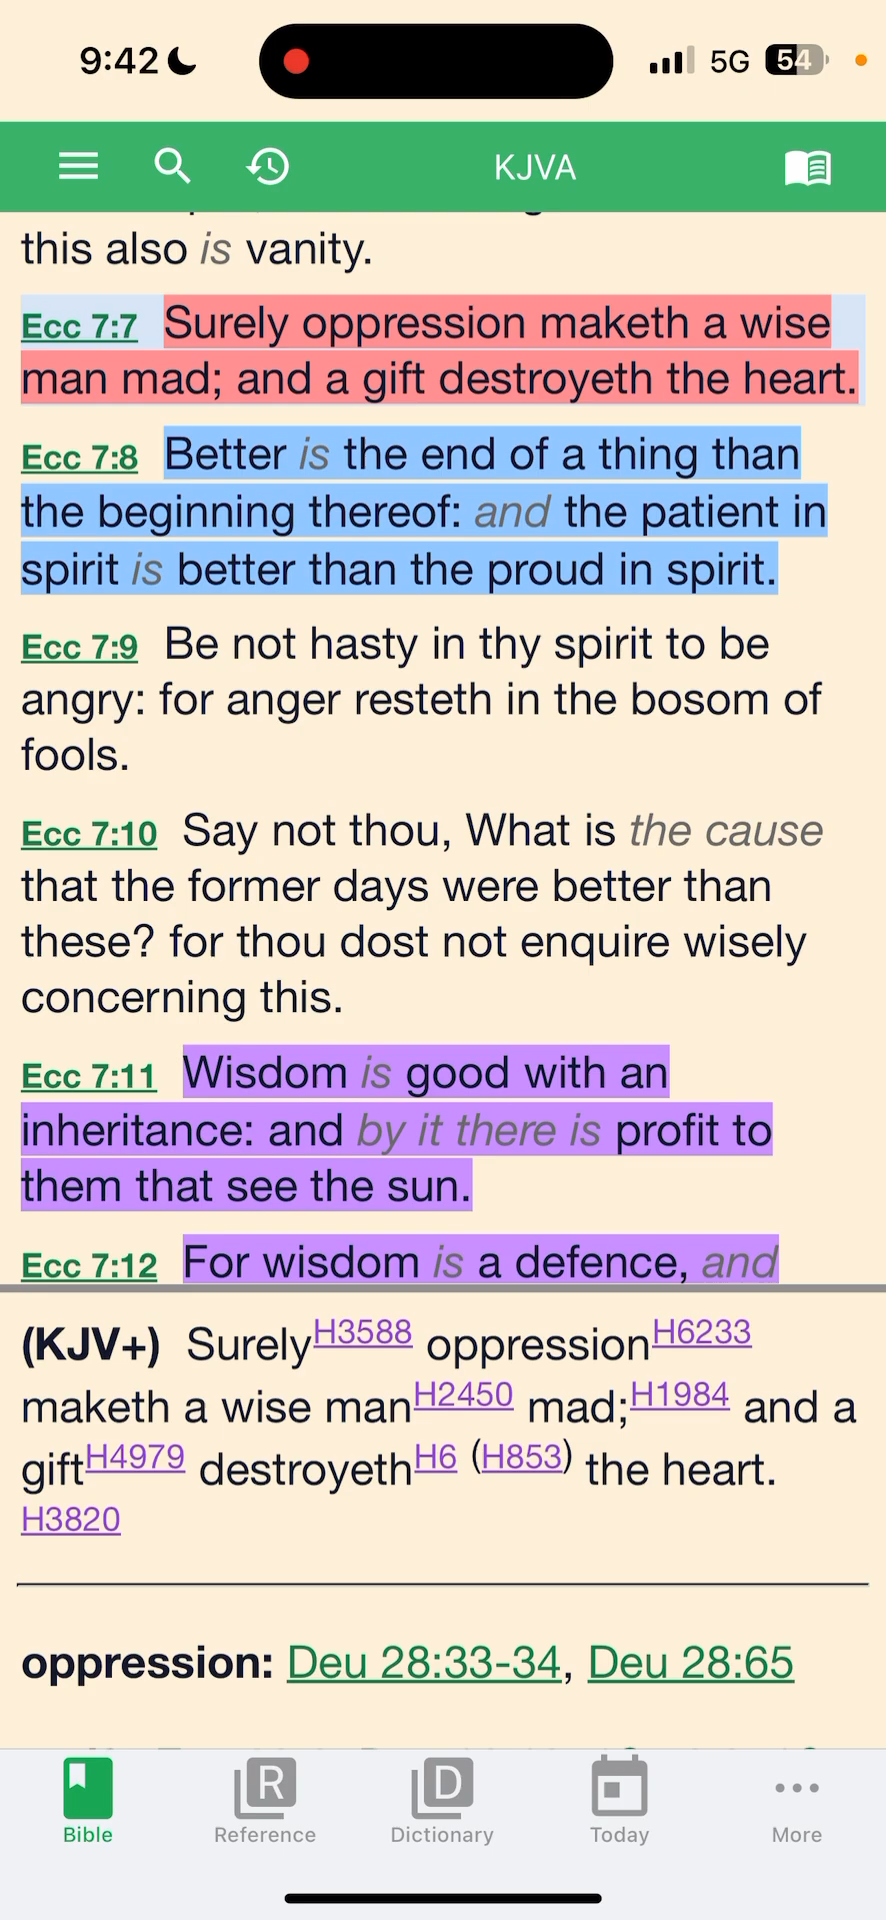 9:42
5G
54
KJVA
this also is vanity.
Ecc 7:7 Surely oppression maketh a wise
man mad; and a gift destroyeth the heart.
Ecc 7:8 Better is the end of a thing than
the beginning thereof: and the patient in
spirit is better than the proud in spirit.
Ecc 7:9 Be not hasty in thy spirit to be
angry: for anger resteth in the bosom of
fools.
Ecc 7:10 Say not thou, What is the cause
that the former days were better than
these? for thou dost not enquire wisely
concerning this.
Ecc 7:11 Wisdom is good with an
inheritance: and by it there is profit to
them that see the sun.
Ecc 7:12 For wisdom is a defence, and
(KJV+) SurelyH3588 oppressionH6233
maketh a wise manH2450 mad;H1984 and a
giftH4979 destroyethH6 (H853) the heart.
H3820
oppression: Deu 28:33-34, Deu 28:65
R
D
Bible
Reference
Dictionary
Today
More